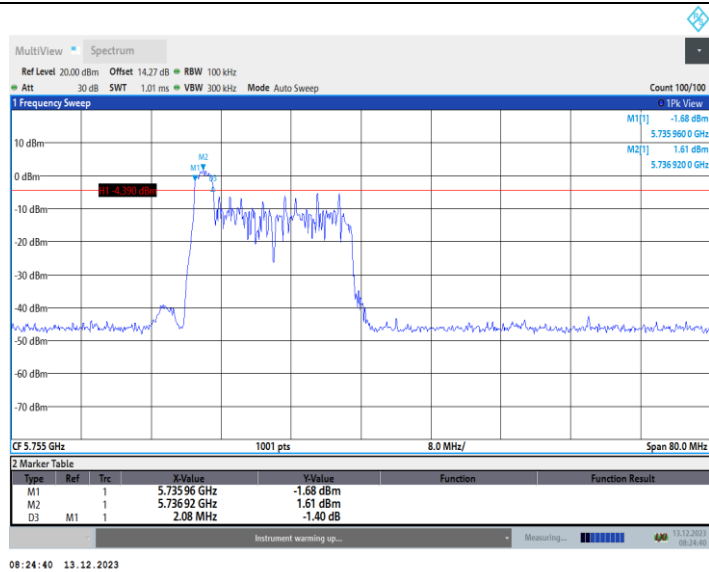 MultiView Spectrum
Ref Level 20.00 dBm Offset 14.27 dB RBW 100 kHz
Att 30 dB SWT 1.01 ms VBW 300 kHz Mode Auto Sweep Count 100/100
1 Frequency Sweep 1Pk View
M1[1] -1.68 dBm
5.735 960 0 GHz
M2[1] 1.61 dBm
5.736 920 0 GHz
10 dBm
M2
M1
D3
0 dBm
H1 -4.390 dBm
-10 dBm
-20 dBm
-30 dBm
-40 dBm
-50 dBm
-60 dBm
-70 dBm
CF 5.755 GHz 1001 pts 8.0 MHz/ Span 80.0 MHz
2 Marker Table
Type Ref Trc X-Value Y-Value Function Function Result
M1 1 5.735 96 GHz -1.68 dBm
M2 1 5.736 92 GHz 1.61 dBm
D3 M1 1 2.08 MHz -1.40 dB
Instrument warming up... Measuring... 13.12.2023
08:24:40
08:24:40 13.12.2023